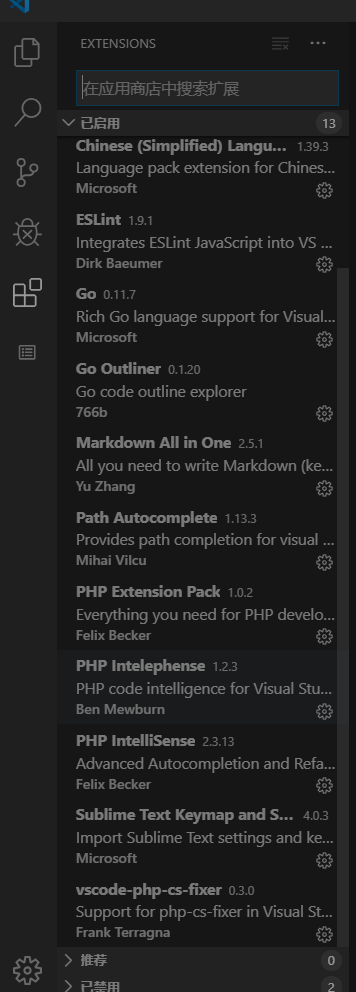 EXTENSIONS
在应用商店中搜索扩展
已启用 13
Chinese (Simplified) Langu... 1.39.3
Language pack extension for Chines...
Microsoft
ESLint 1.9.1
Integrates ESLint JavaScript into VS ...
Dirk Baeumer
Go 0.11.7
Rich Go language support for Visual...
Microsoft
Go Outliner 0.1.20
Go code outline explorer
766b
Markdown All in One 2.5.1
All you need to write Markdown (ke...
Yu Zhang
Path Autocomplete 1.13.3
Provides path completion for visual ...
Mihai Vilcu
PHP Extension Pack 1.0.2
Everything you need for PHP develo...
Felix Becker
PHP Intelephense 1.2.3
PHP code intelligence for Visual Stu...
Ben Mewburn
PHP IntelliSense 2.3.13
Advanced Autocompletion and Refa...
Felix Becker
Sublime Text Keymap and S... 4.0.3
Import Sublime Text settings and ke...
Microsoft
vscode-php-cs-fixer 0.3.0
Support for php-cs-fixer in Visual St...
Frank Terragna
推荐 0
已禁用 2